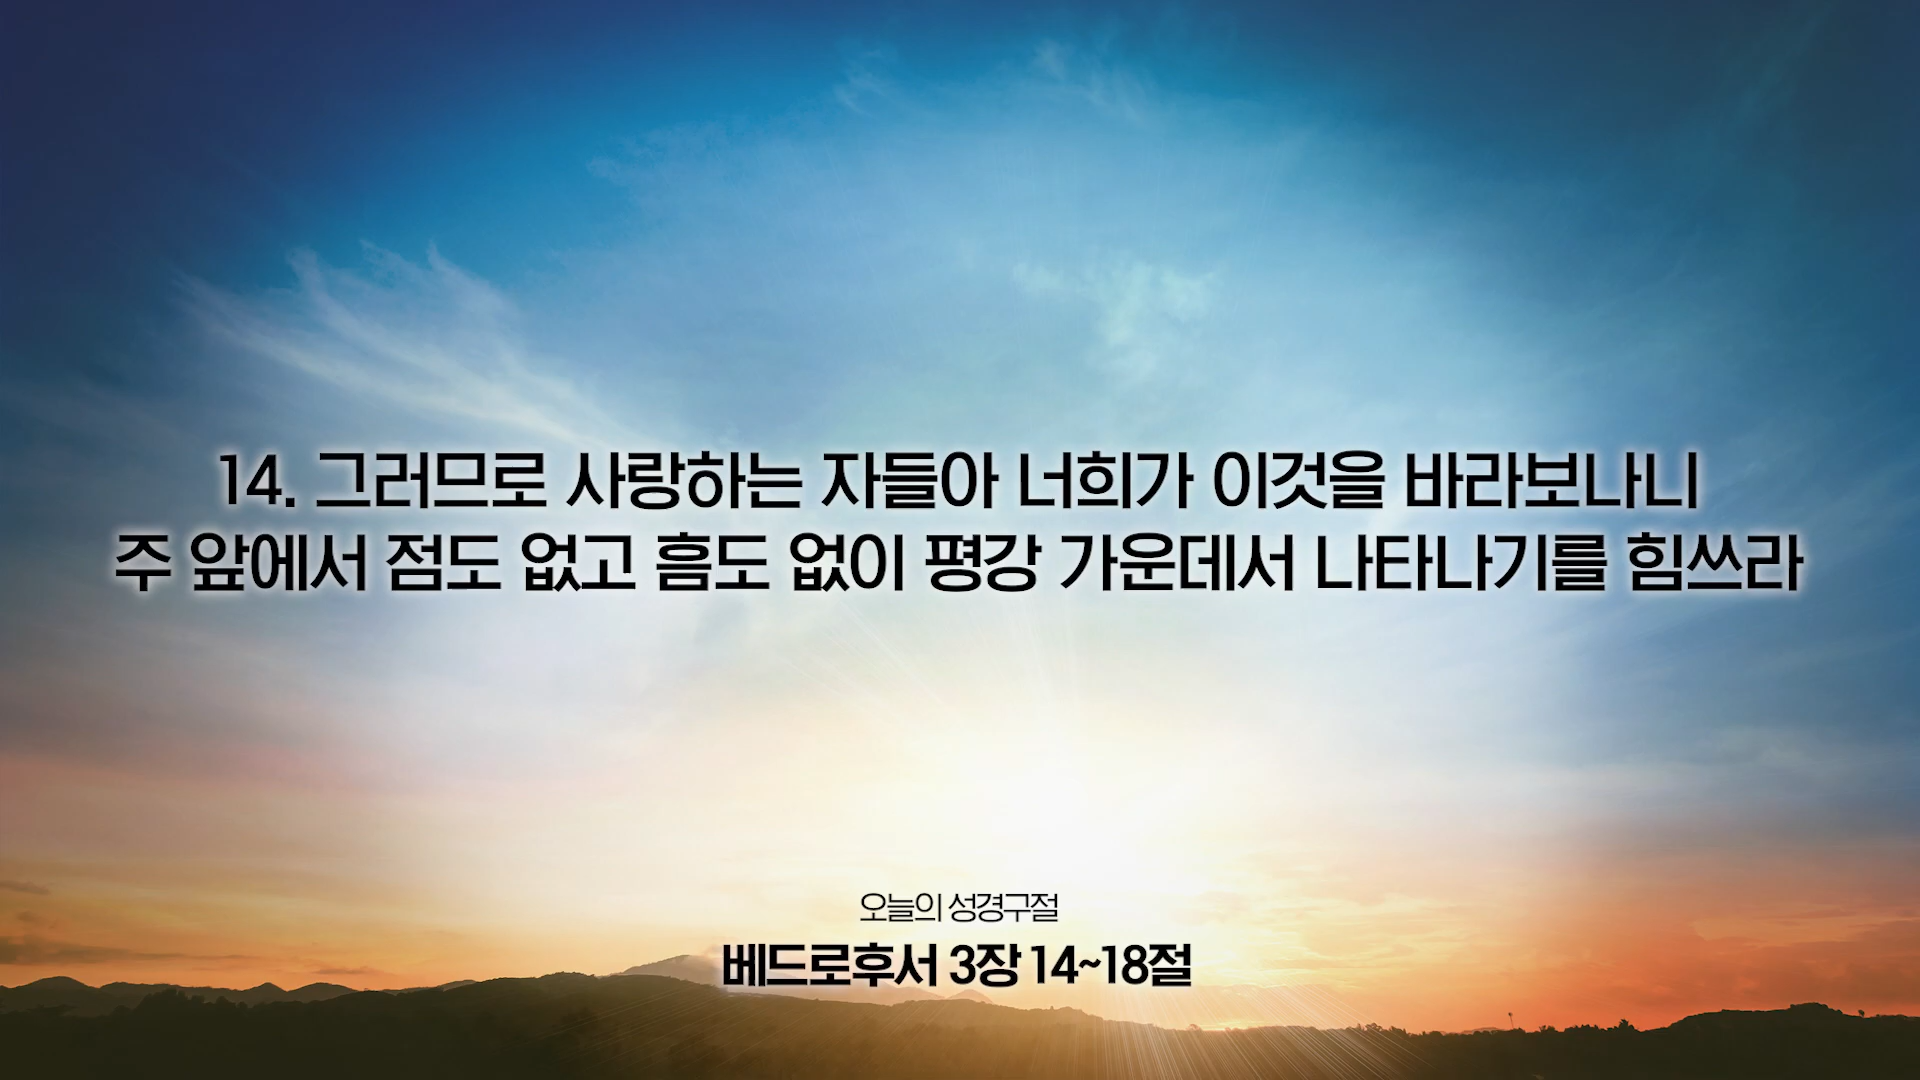 14. 그러므로 사랑하는 자들아 너희가 이것을 바라보나니
주 앞에서 점도 없고 흠도 없이 평강 가운데서 나타나기를 힘쓰라
오늘의 성경구절
베드로후서 3장 14~18절